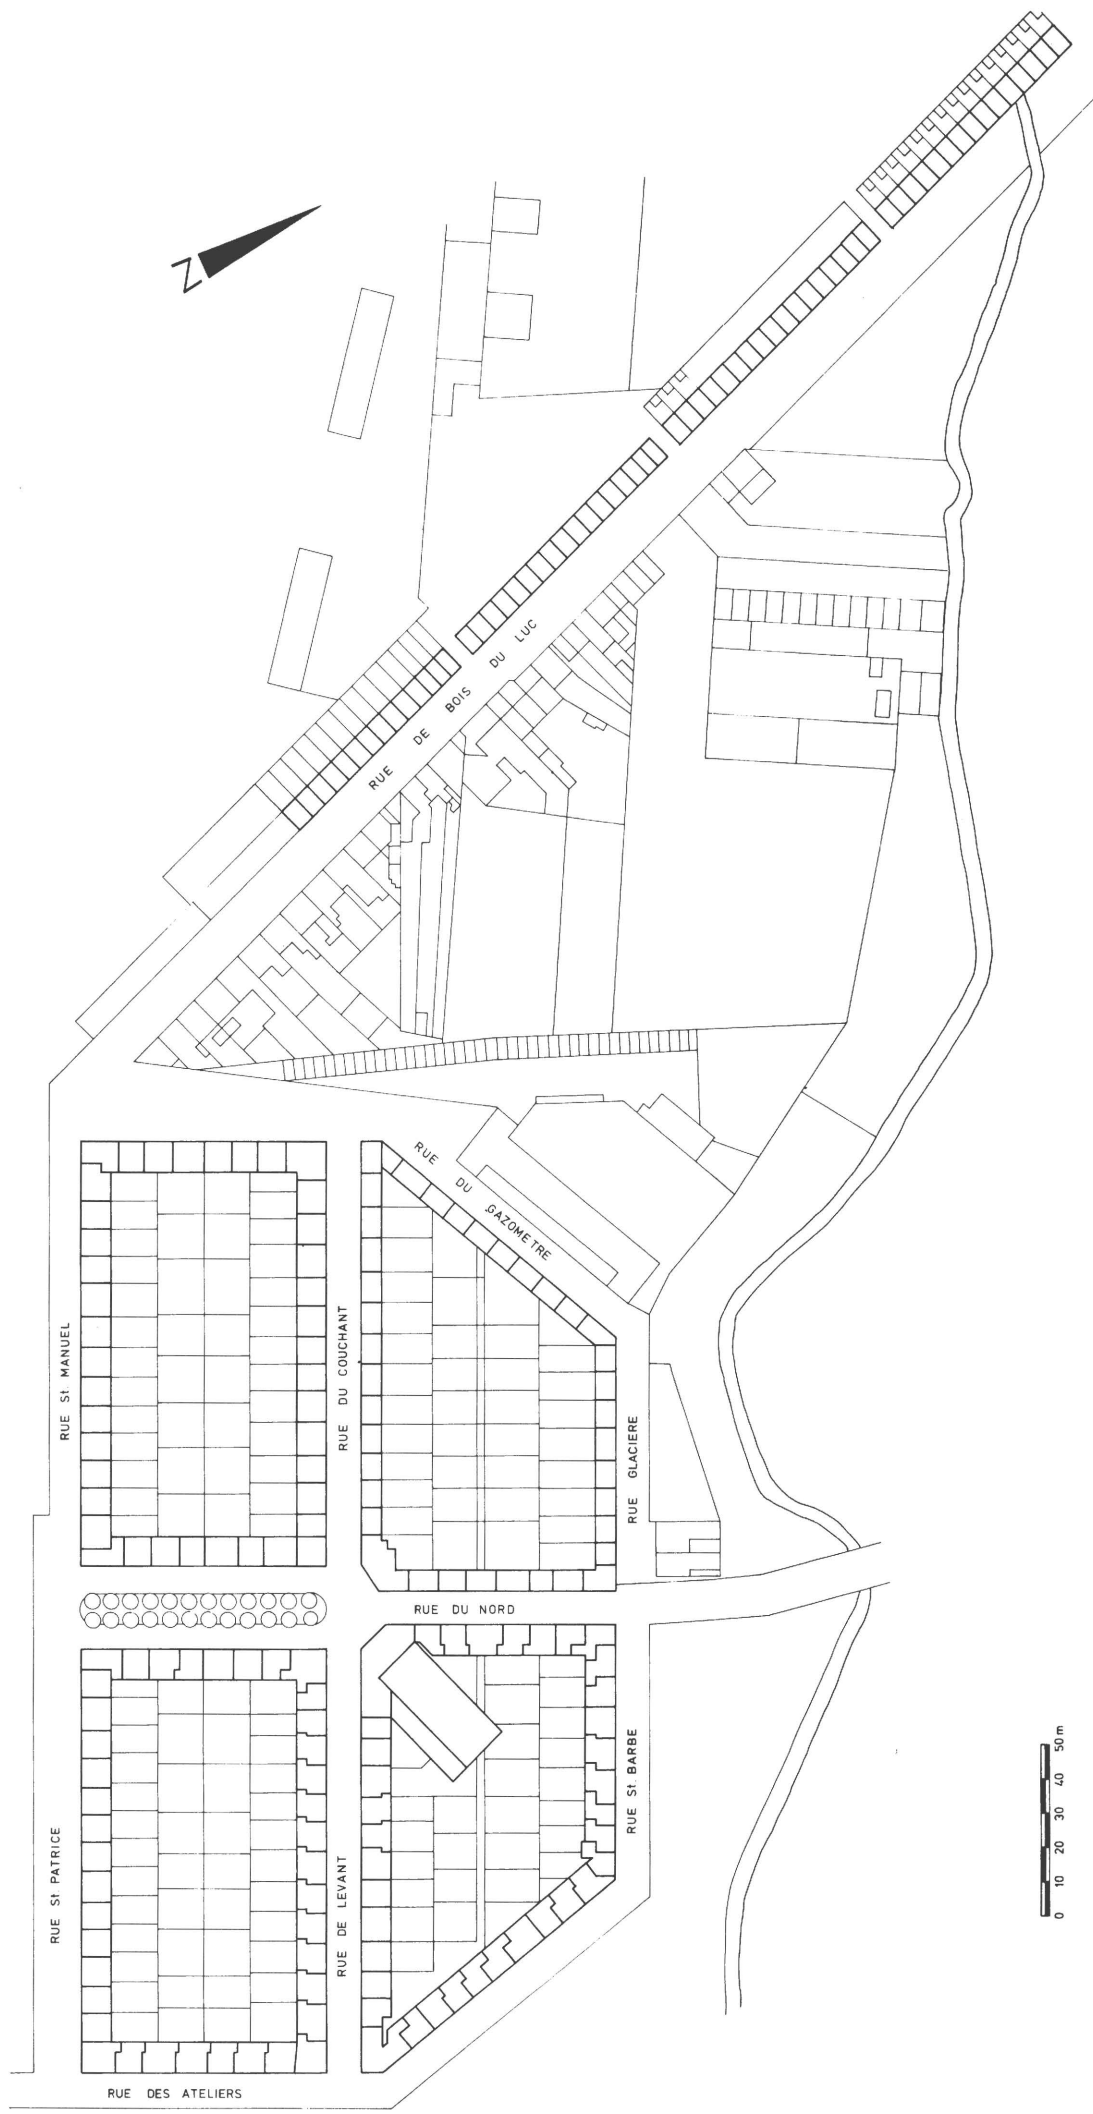 N
RUE DE BOIS DU LUC
RUE DU GAZOMETRE
RUE St MANUEL
RUE DU COUCHANT
RUE GLACIERE
RUE DU NORD
RUE St PATRICE
RUE DE LEVANT
RUE St. BARBE
RUE DES ATELIERS
0 10 20 30 40 50 m